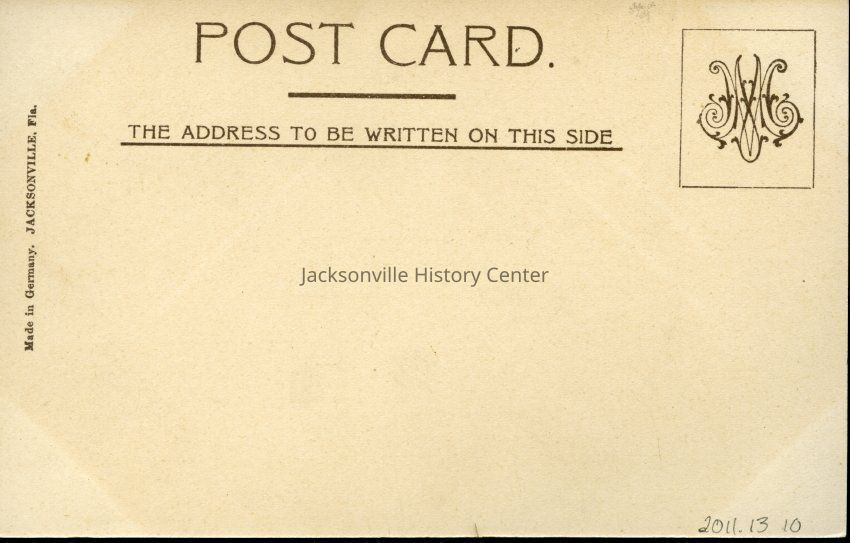 POST CARD.
THE ADDRESS TO BE WRITTEN ON THIS SIDE
Made in Germany. JACKSONVILLE, Fla.
Jacksonville History Center
2011.13 10